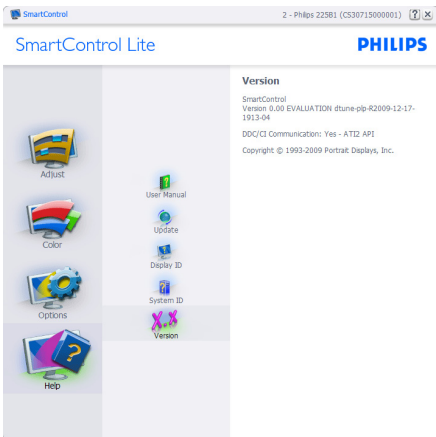 SmartControl
2 - Philips 225B1 (CS30715000001)
?
X
SmartControl Lite
PHILIPS
Adjust
Color
Options
Help
User Manual
Update
Display ID
System ID
X.X
Version
Version
SmartControl
Version 0.00 EVALUATION dtune-plp-R2009-12-17-
1913-04
DDC/CI Communication: Yes - ATI2 API
Copyright © 1993-2009 Portrait Displays, Inc.